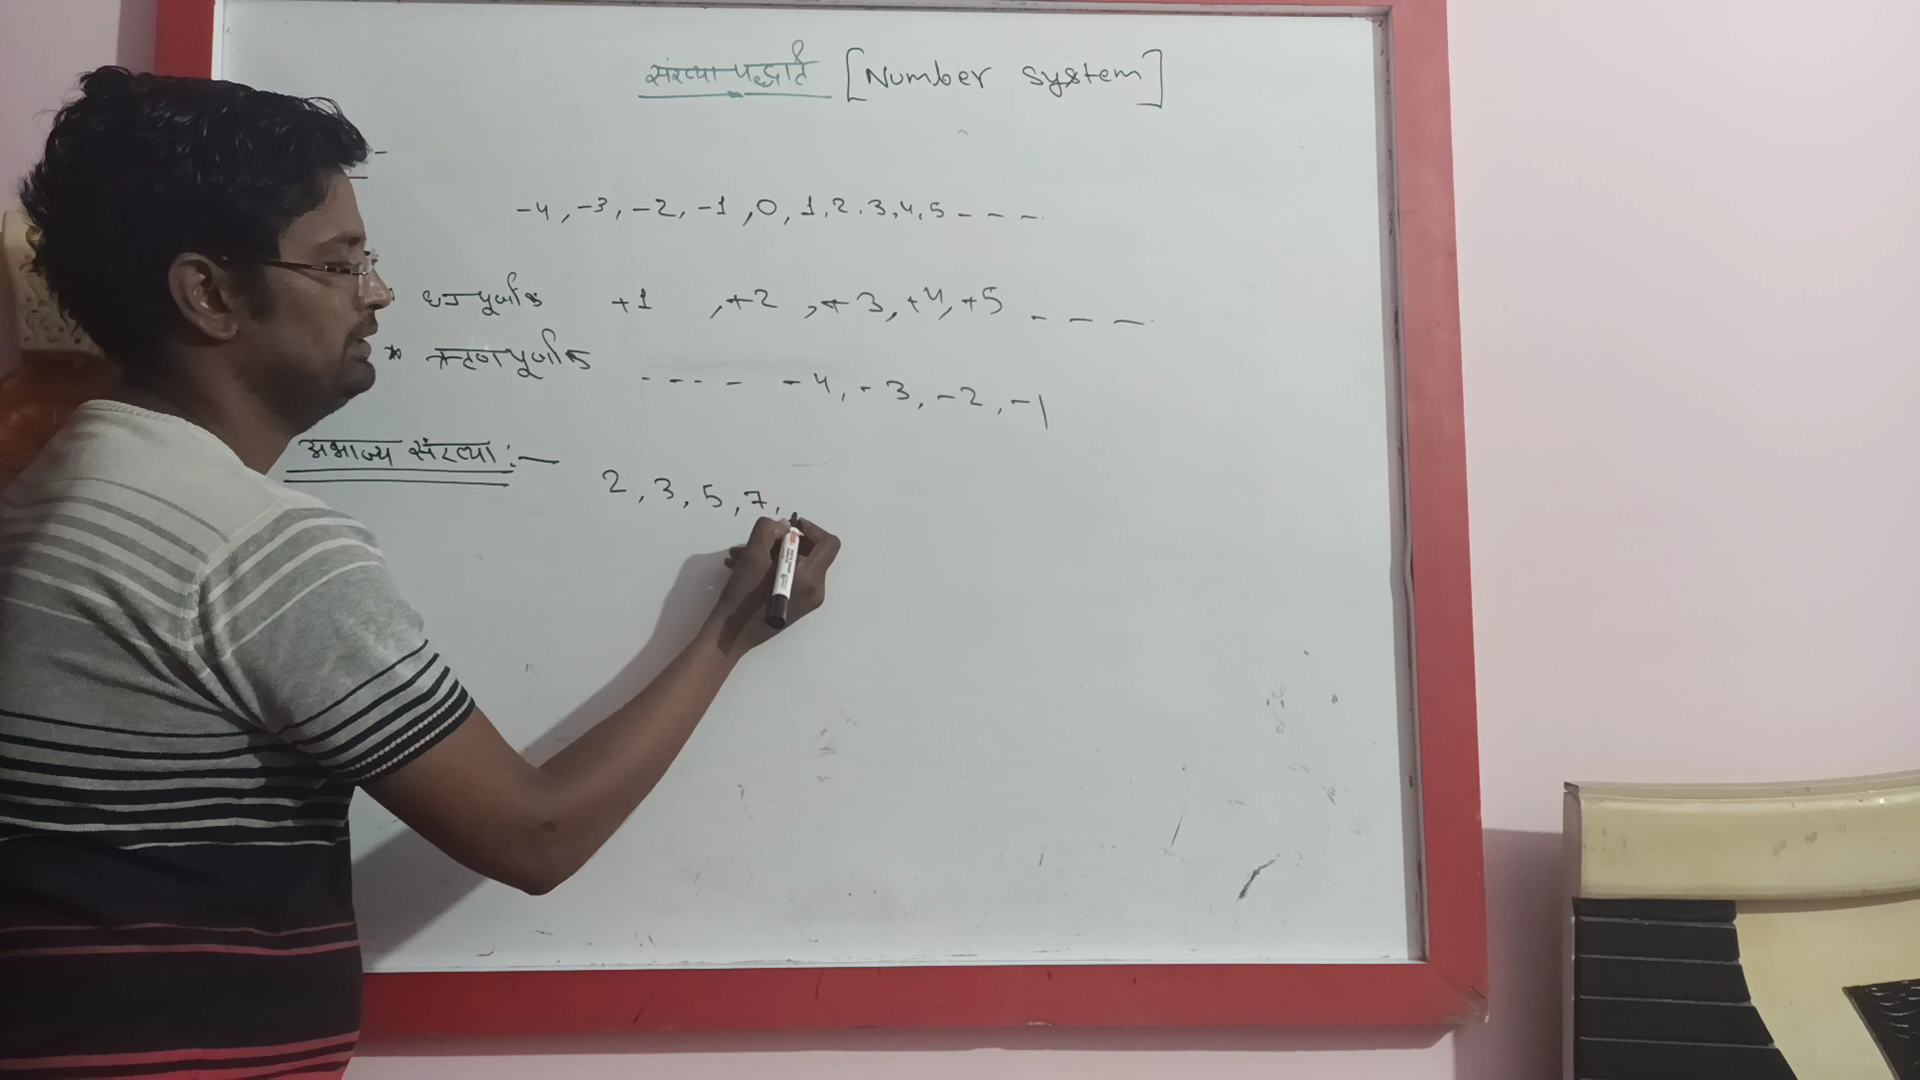 संख्या पद्धति [Number system]
-4, -3, -2, -1, 0, 1, 2, 3, 4, 5 - - -
धनपूर्णांक +1, +2, +3, +4, +5 - - -
* ऋणपूर्णांक - - - - -4, -3, -2, -1
अभाज्य संख्या :-
2, 3, 5, 7,